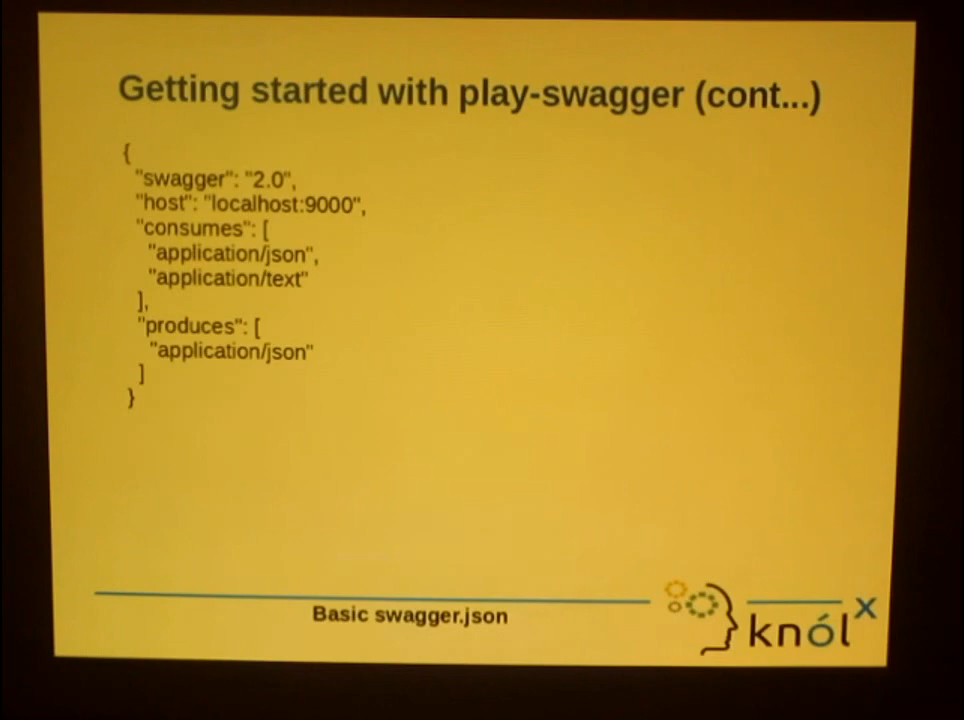 Getting started with play-swagger (cont...)
{
"swagger": "2.0",
"host": "localhost:9000",
"consumes": [
"application/json",
"application/text"
],
"produces": [
"application/json"
]
}
Basic swagger.json
knólx